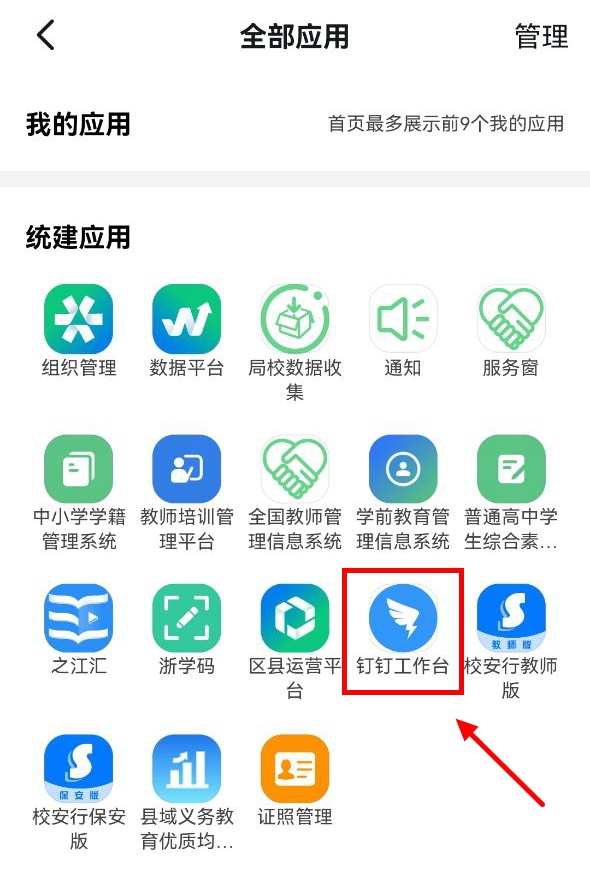 全部应用
管理
我的应用
首页最多展示前9个我的应用
统建应用
组织管理
数据平台
局校数据收
集
通知
服务窗
中小学学籍
管理系统
教师培训管
理平台
全国教师管
理信息系统
学前教育管
理信息系统
普通高中学
生综合素...
之江汇
浙学码
区县运营平
台
钉钉工作台
教师版
校安行教师
版
保安版
校安行保安
版
县域义务教
育优质均...
证照管理